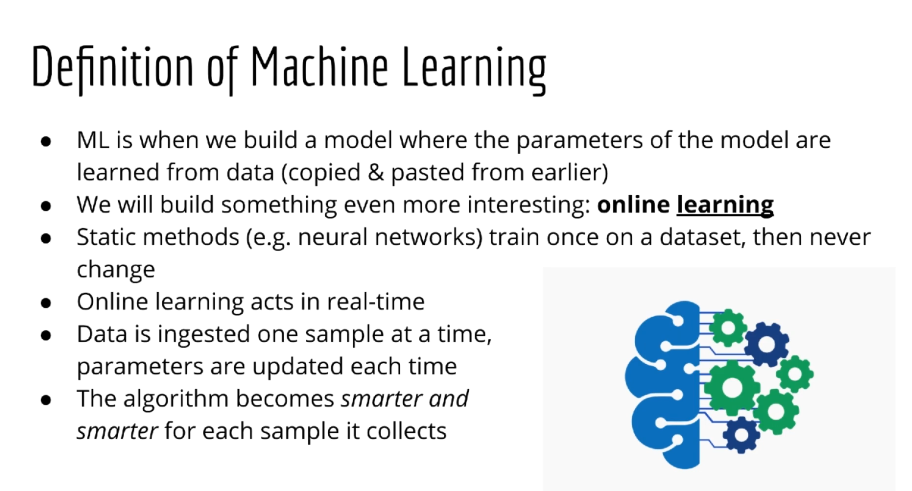 Definition of Machine Learning
● ML is when we build a model where the parameters of the model are
learned from data (copied & pasted from earlier)
● We will build something even more interesting: online learning
● Static methods (e.g. neural networks) train once on a dataset, then never
change
● Online learning acts in real-time
● Data is ingested one sample at a time,
parameters are updated each time
● The algorithm becomes smarter and
smarter for each sample it collects